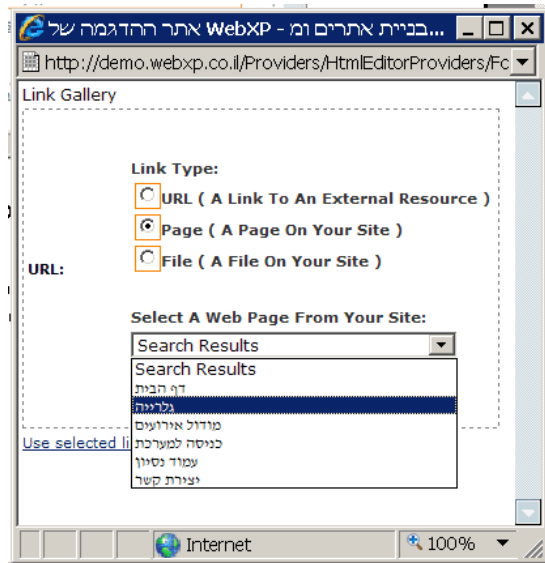 אתר ההדגמה של WebXP - בניית אתרים ומ...
http://demo.webxp.co.il/Providers/HtmlEditorProviders/Fc
Link Gallery
Link Type:
URL ( A Link To An External Resource )
Page ( A Page On Your Site )
File ( A File On Your Site )
URL:
Select A Web Page From Your Site:
Search Results
Search Results
דף הבית
גלרייה
מודול אירועים
Use selected li
כניסה למערכת
עמוד נסיון
יצירת קשר
Internet
100%